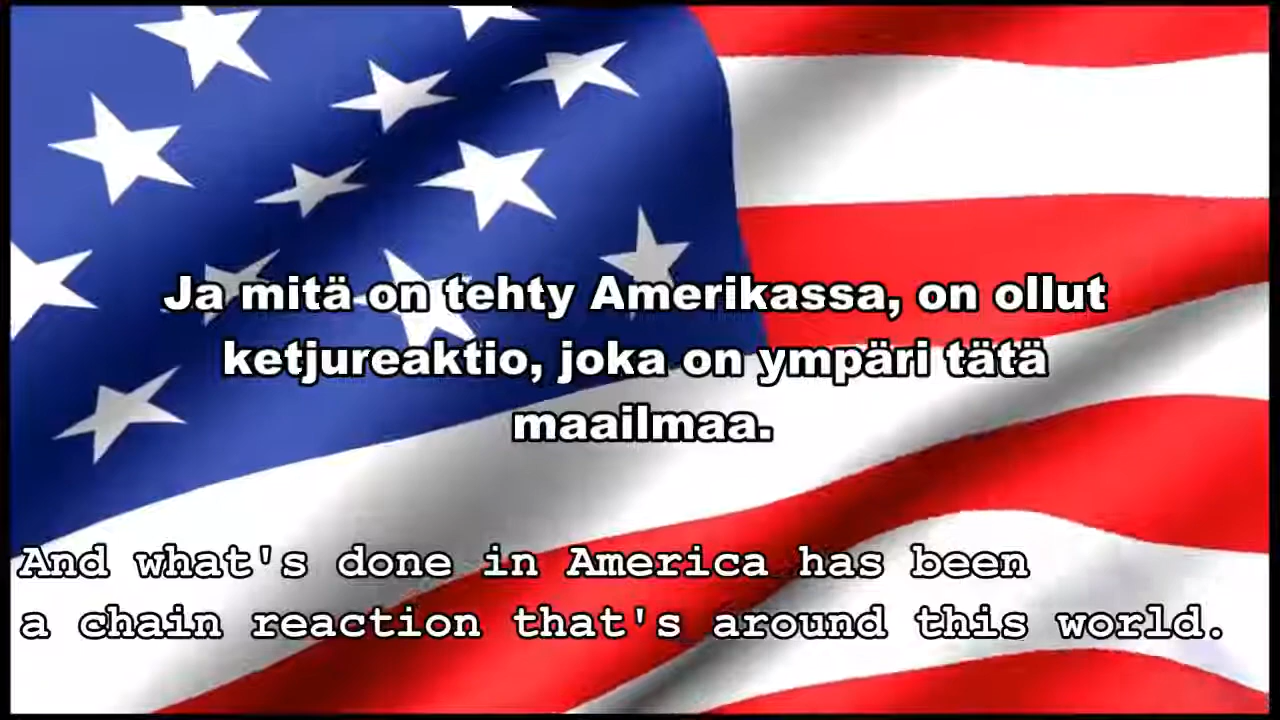 Ja mitä on tehty Amerikassa, on ollut
ketjureaktio, joka on ympäri tätä
maailmaa.
And what's done in America has been
a chain reaction that's around this world.